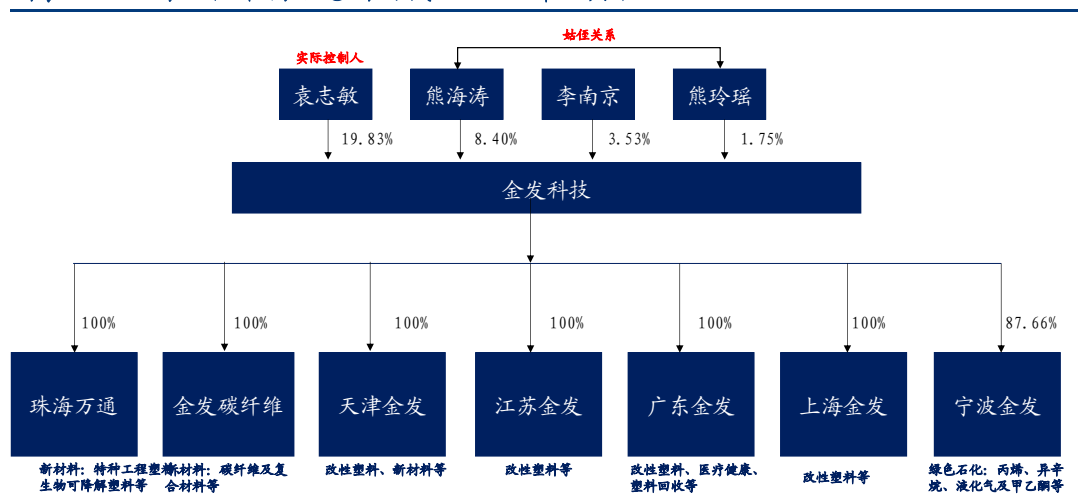 姑侄关系
实际控制人
袁志敏
熊海涛
李南京
熊玲瑶
19.83%
8.40%
3.53%
1.75%
金发科技
100%
100%
100%
100%
100%
100%
87.66%
珠海万通
金发碳纤维
天津金发
江苏金发
广东金发
上海金发
宁波金发
新材料：特种工程塑料、
生物可降解塑料等
新材料：碳纤维及复
合材料等
改性塑料、新材料等
改性塑料等
改性塑料、医疗健康、
塑料回收等
改性塑料等
绿色石化：丙烯、异辛
烷、液化气及甲乙酮等